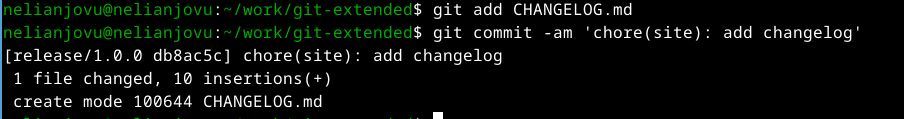 nelianjovu@nelianjovu:~/work/git-extended$ git add CHANGELOG.md
nelianjovu@nelianjovu:~/work/git-extended$ git commit -am 'chore(site): add changelog'
[release/1.0.0 db8ac5c] chore(site): add changelog
 1 file changed, 10 insertions(+)
 create mode 100644 CHANGELOG.md